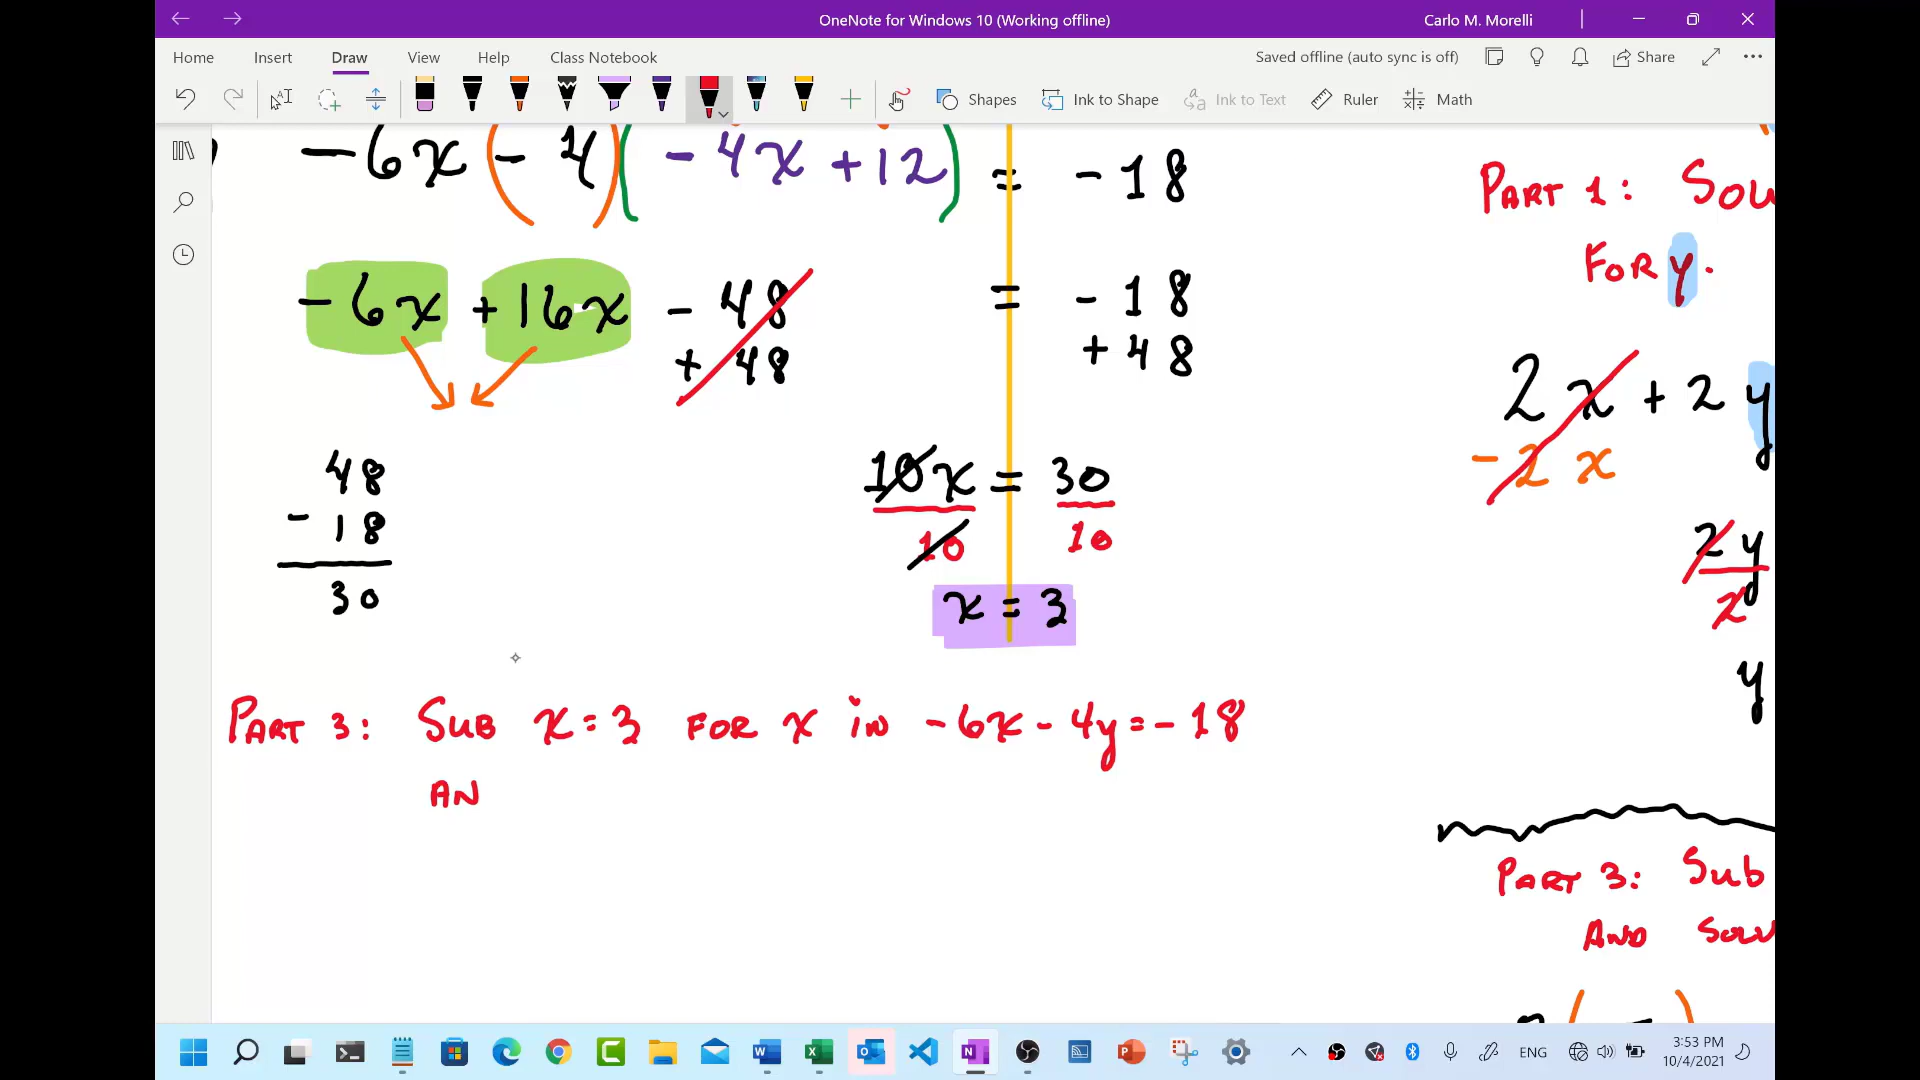 OneNote for Windows 10 (Working offline)
Carlo M. Morelli
Home Insert Draw View Help Class Notebook
Saved offline (auto sync is off)
Share
Shapes Ink to Shape Ink to Text Ruler Math
-6x (-4)(-4x +12) = -18
-6x +16x -48 = -18
+ 48 + 48
48
- 18
30
10x = 30
10 10
x = 3
PART 3: SUB x=3 FOR x in -6x - 4y = -18
AN
PART 1: SOLV
FOR y.
2x + 2y
-2x
2y
2
y
PART 3: SUB
AND SOLV
ENG
3:53 PM
10/4/2021